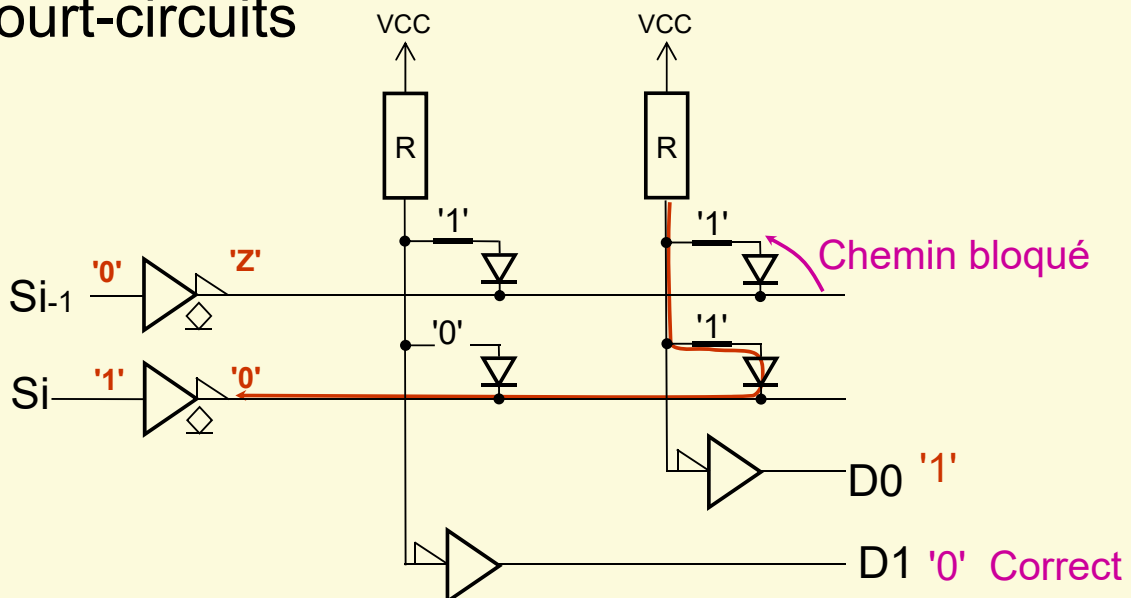 ourt-circuits
VCC VCC
R R
'1' '1'
Chemin bloqué
'0' 'Z'
Si-1
'0' '1'
Si '1' '0'
D0 '1'
D1 '0' Correct